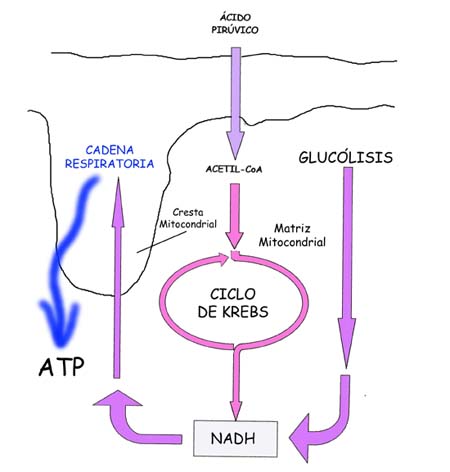 ÁCIDO
PIRÚVICO
CADENA
RESPIRATORIA
ACETIL-CoA
GLUCÓLISIS
Cresta
Mitocondrial
Matriz
Mitocondrial
CICLO
DE KREBS
ATP
NADH